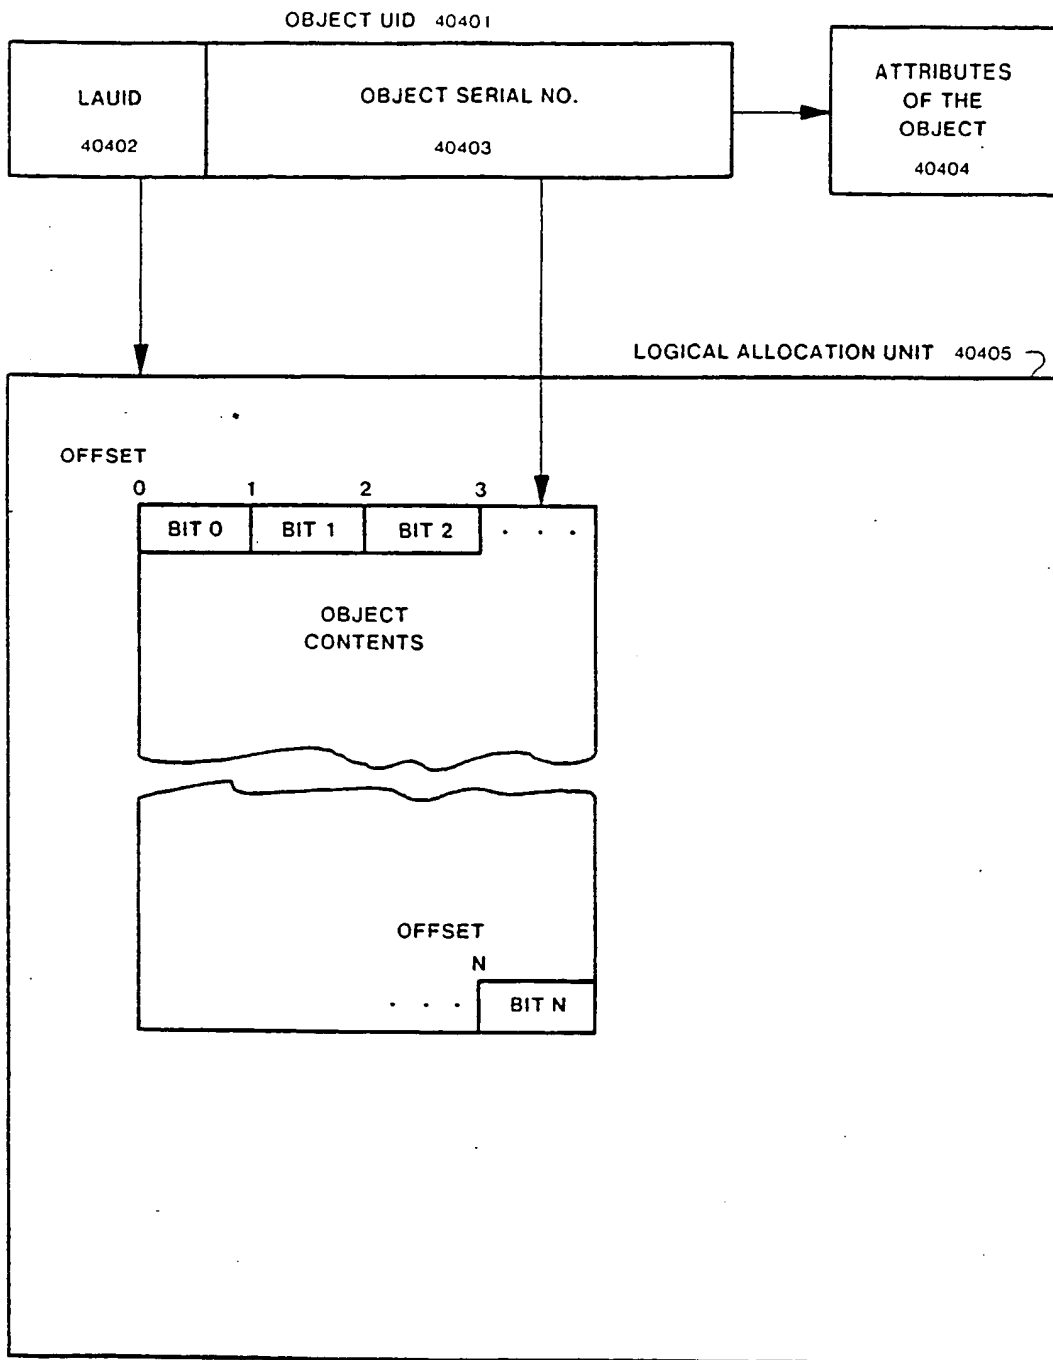 OBJECT UID 40401
LAUID
40402
OBJECT SERIAL NO.
40403
ATTRIBUTES
OF THE
OBJECT
40404
LOGICAL ALLOCATION UNIT 40405
OFFSET
0 1 2 3
BIT 0 BIT 1 BIT 2 . . .
OBJECT
CONTENTS
OFFSET
N
. . . BIT N